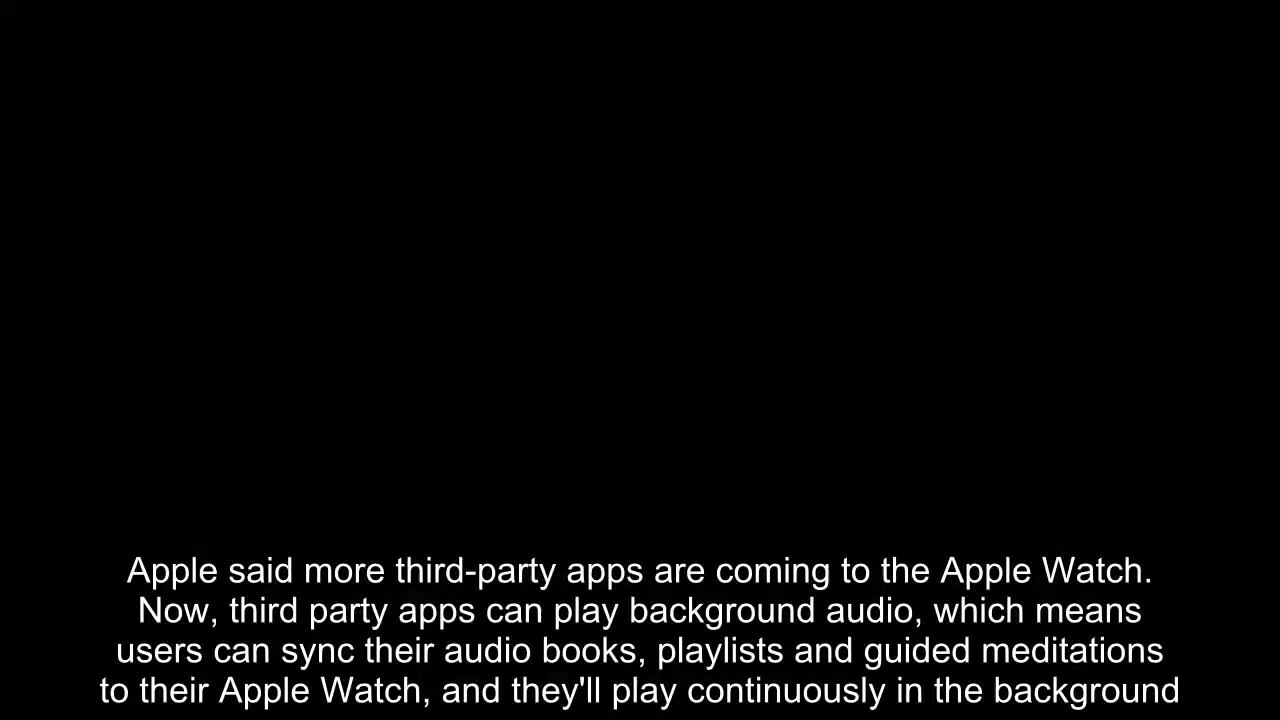 Apple said more third-party apps are coming to the Apple Watch.
Now, third party apps can play background audio, which means
users can sync their audio books, playlists and guided meditations
to their Apple Watch, and they'll play continuously in the background